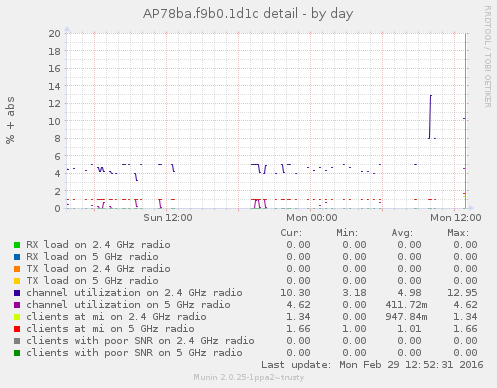 AP78ba.f9b0.1d1c detail - by day
RRDTOOL / TOBI OETIKER
% + abs
20
18
16
14
12
10
8
6
4
2
0
Sun 12:00 Mon 00:00 Mon 12:00
Cur: Min: Avg: Max:
RX load on 2.4 GHz radio 0.00 0.00 0.00 0.00
RX load on 5 GHz radio 0.00 0.00 0.00 0.00
TX load on 2.4 GHz radio 0.00 0.00 0.00 0.00
TX load on 5 GHz radio 0.00 0.00 0.00 0.00
channel utilization on 2.4 GHz radio 10.30 3.18 4.98 12.95
channel utilization on 5 GHz radio 4.62 0.00 411.72m 4.62
clients at mi on 2.4 GHz radio 1.34 0.00 947.84m 1.34
clients at mi on 5 GHz radio 1.66 1.00 1.01 1.66
clients with poor SNR on 2.4 GHz radio 0.00 0.00 0.00 0.00
clients with poor SNR on 5 GHz radio 0.00 0.00 0.00 0.00
Last update: Mon Feb 29 12:52:31 2016
Munin 2.0.25-1ppa2~trusty